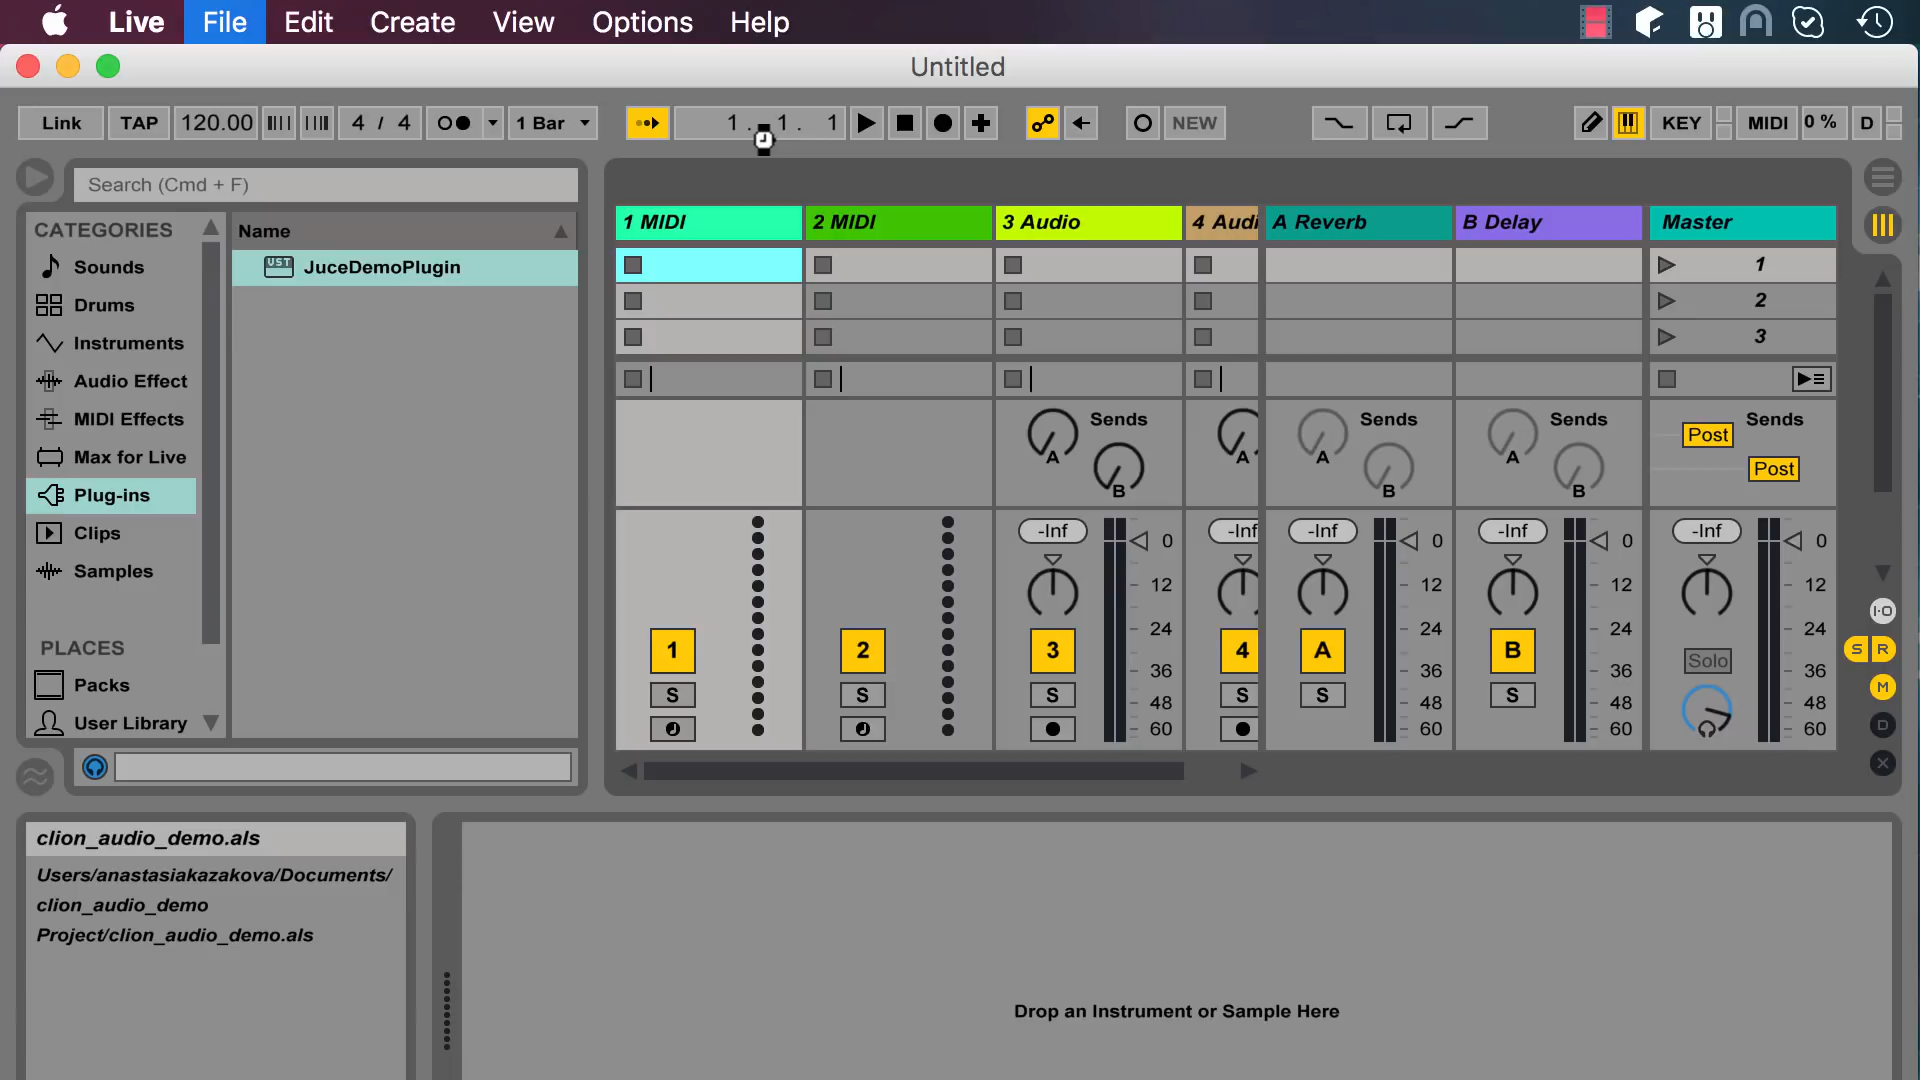 Live File Edit Create View Options Help
Untitled
Link TAP 120.00 4 / 4 1 Bar 1. 1. 1 NEW KEY MIDI 0 % D
Search (Cmd + F)
CATEGORIES
Sounds
Drums
Instruments
Audio Effect
MIDI Effects
Max for Live
Plug-ins
Clips
Samples
PLACES
Packs
User Library
Name
VST JuceDemoPlugin
1 MIDI 2 MIDI 3 Audio 4 Audi A Reverb B Delay Master
1
2
3
Sends Sends Sends Sends
Post
A A A A
Post
B B B
-Inf 0 -Inf -Inf 0 -Inf 0 -Inf 0
12 12 12 12
24 24 24 24
1 2 3 4 A B Solo
36 36 36 36
S S S S S S
48 48 48 48
60 60 60 60
I·O
S R
M
D
clion_audio_demo.als
Users/anastasiakazakova/Documents/
clion_audio_demo
Project/clion_audio_demo.als
Drop an Instrument or Sample Here